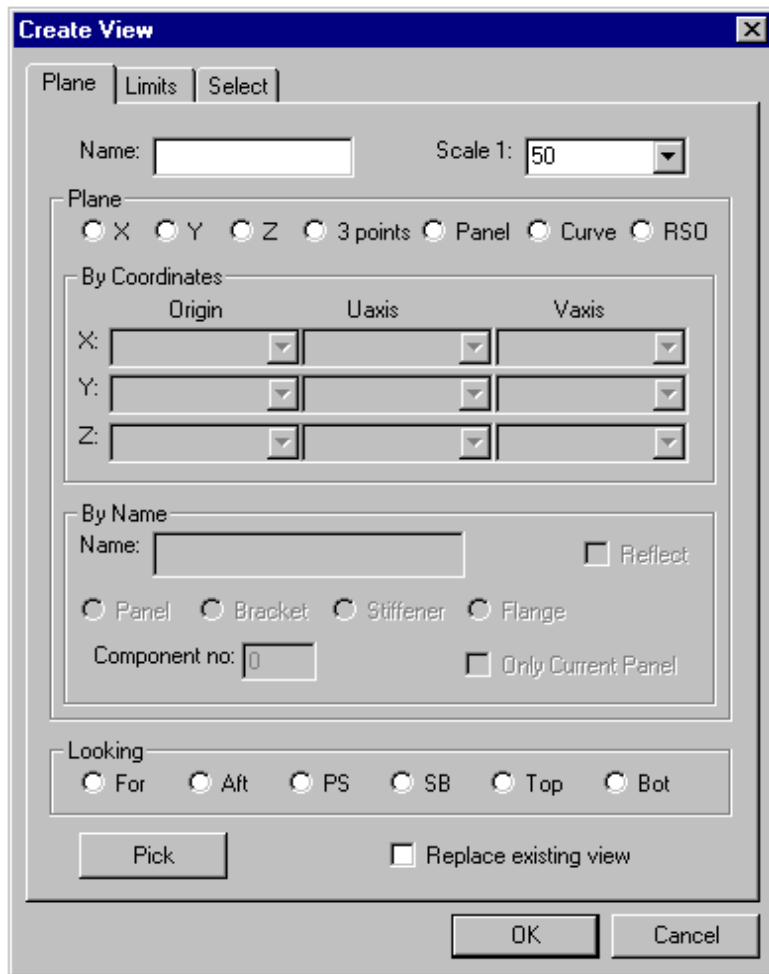 Create View
Plane Limits Select
Name: Scale 1: 50
Plane
X Y Z 3 points Panel Curve RSO
By Coordinates
Origin Uaxis Vaxis
X:
Y:
Z:
By Name
Name: Reflect
Panel Bracket Stiffener Flange
Component no: 0 Only Current Panel
Looking
For Aft PS SB Top Bot
Pick Replace existing view
OK Cancel